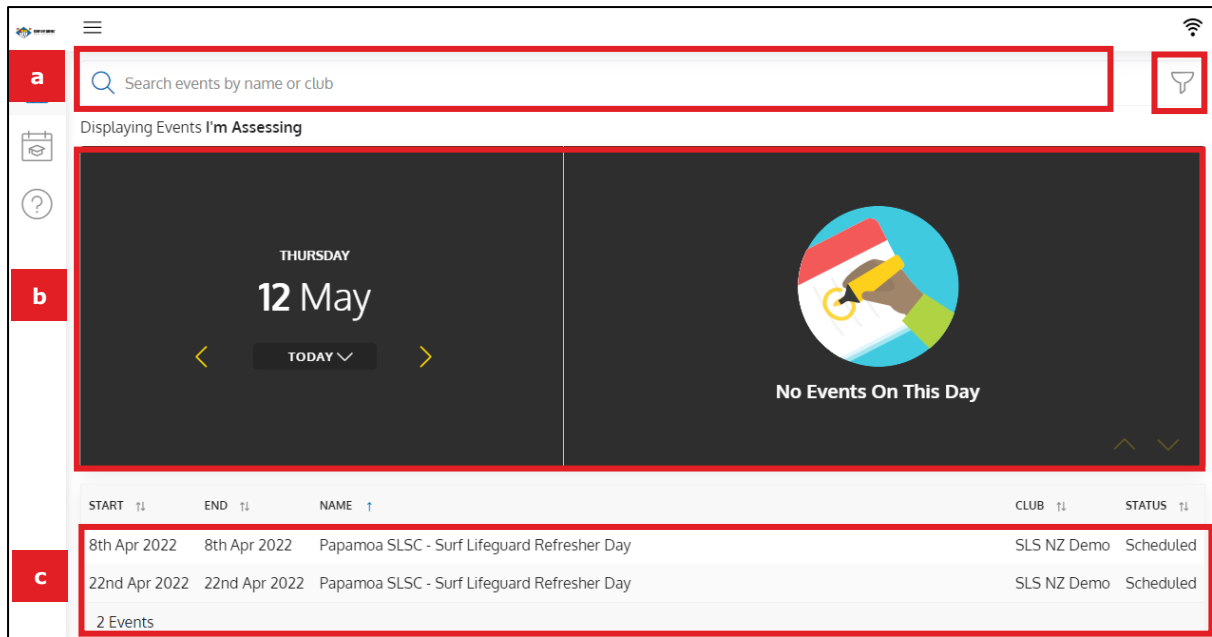 a
Search events by name or club
Displaying Events I'm Assessing
b
THURSDAY
12 May
TODAY
No Events On This Day
START END NAME CLUB STATUS
c
8th Apr 2022 8th Apr 2022 Papamoa SLSC - Surf Lifeguard Refresher Day SLS NZ Demo Scheduled
22nd Apr 2022 22nd Apr 2022 Papamoa SLSC - Surf Lifeguard Refresher Day SLS NZ Demo Scheduled
2 Events